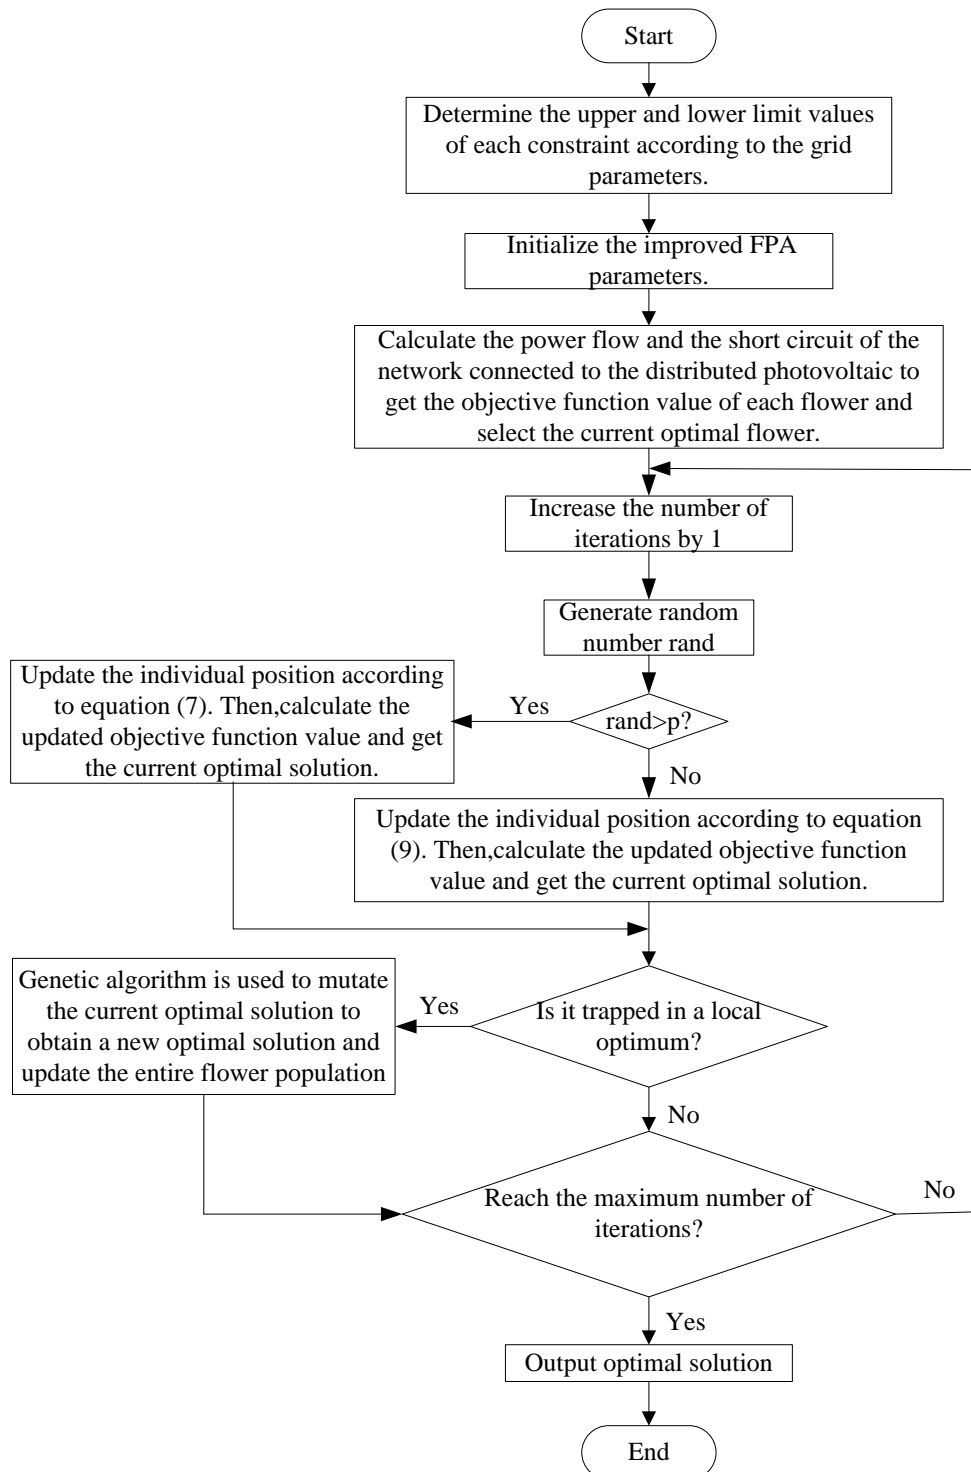 Start
Determine the upper and lower limit values
of each constraint according to the grid
parameters.
Initialize the improved FPA
parameters.
Calculate the power flow and the short circuit of the
network connected to the distributed photovoltaic to
get the objective function value of each flower and
select the current optimal flower.
Increase the number of
iterations by 1
Generate random
number rand
rand>p?
Yes
Update the individual position according
to equation (7). Then,calculate the
updated objective function value and get
the current optimal solution.
No
Update the individual position according to equation
(9). Then,calculate the updated objective function
value and get the current optimal solution.
Is it trapped in a local
optimum?
Yes
Genetic algorithm is used to mutate
the current optimal solution to
obtain a new optimal solution and
update the entire flower population
No
Reach the maximum number of
iterations?
No
Yes
Output optimal solution
End